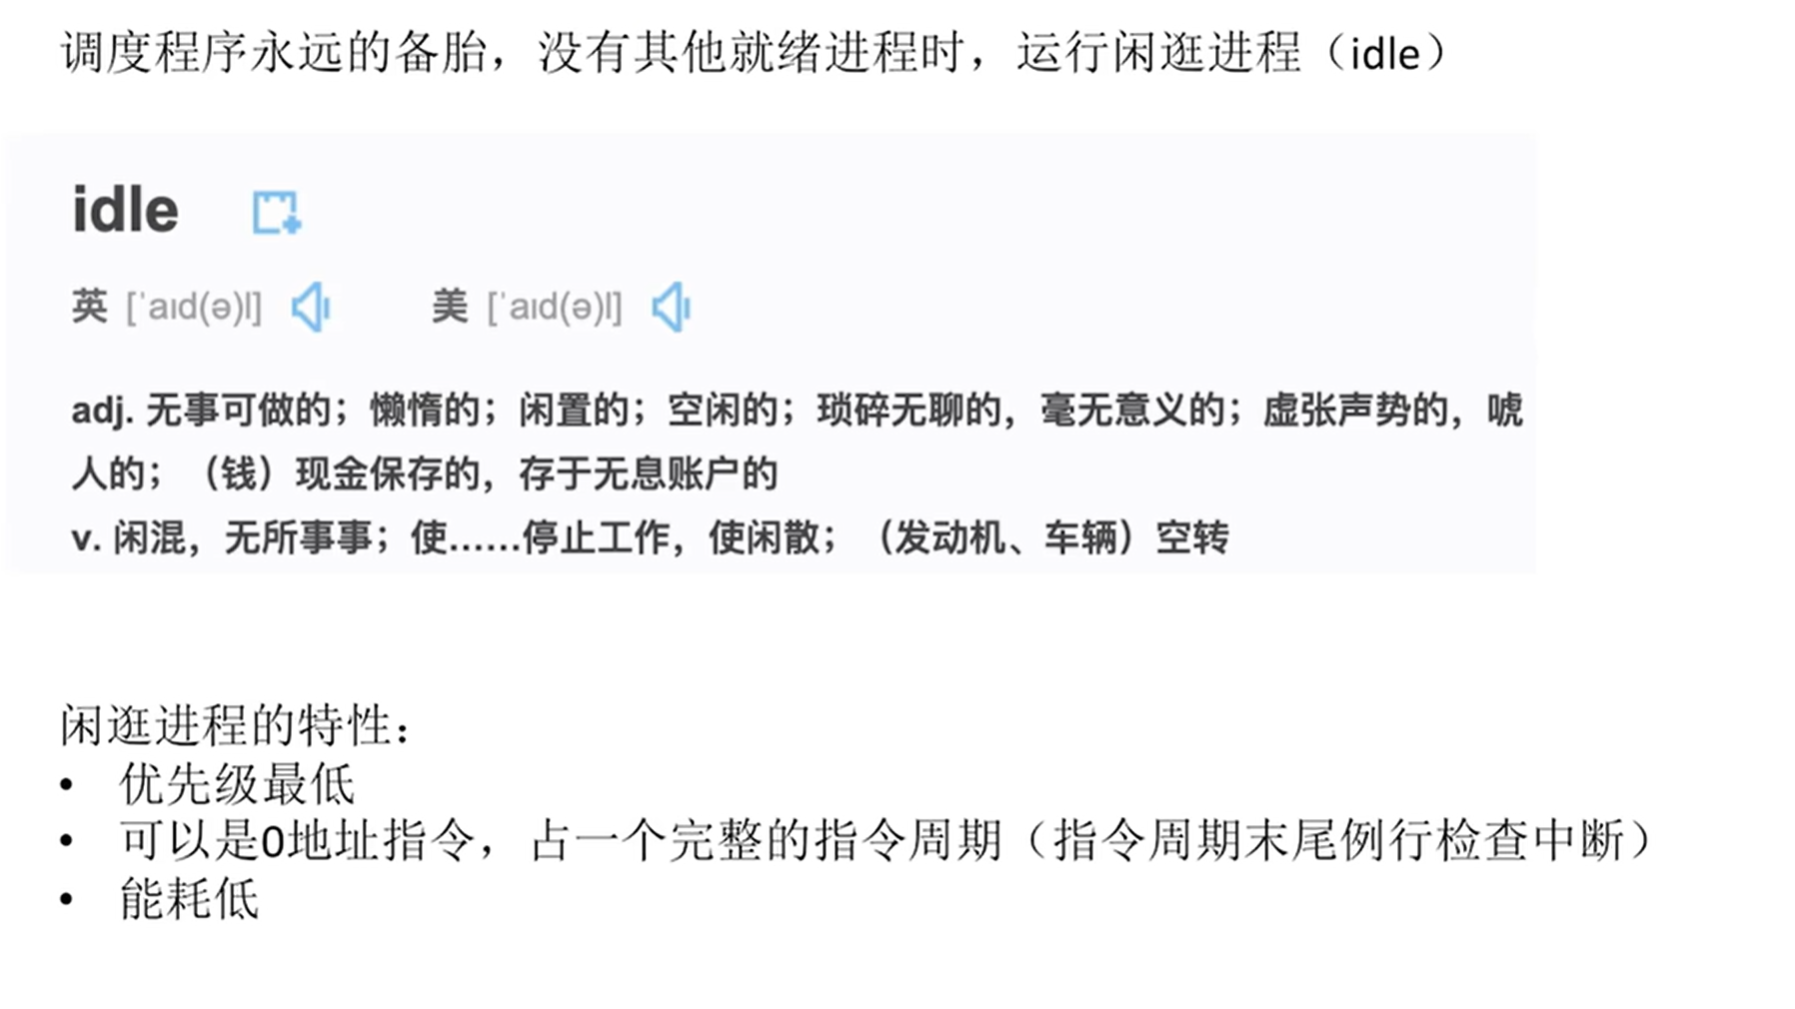 调度程序永远的备胎，没有其他就绪进程时，运行闲逛进程（idle）
idle
英 [ˈaɪd(ə)l] 美 [ˈaɪd(ə)l]
adj. 无事可做的；懒惰的；闲置的；空闲的；琐碎无聊的，毫无意义的；虚张声势的，唬
人的；（钱）现金保存的，存于无息账户的
v. 闲混，无所事事；使......停止工作，使闲散；（发动机、车辆）空转
闲逛进程的特性：
• 优先级最低
• 可以是0地址指令，占一个完整的指令周期（指令周期末尾例行检查中断）
• 能耗低